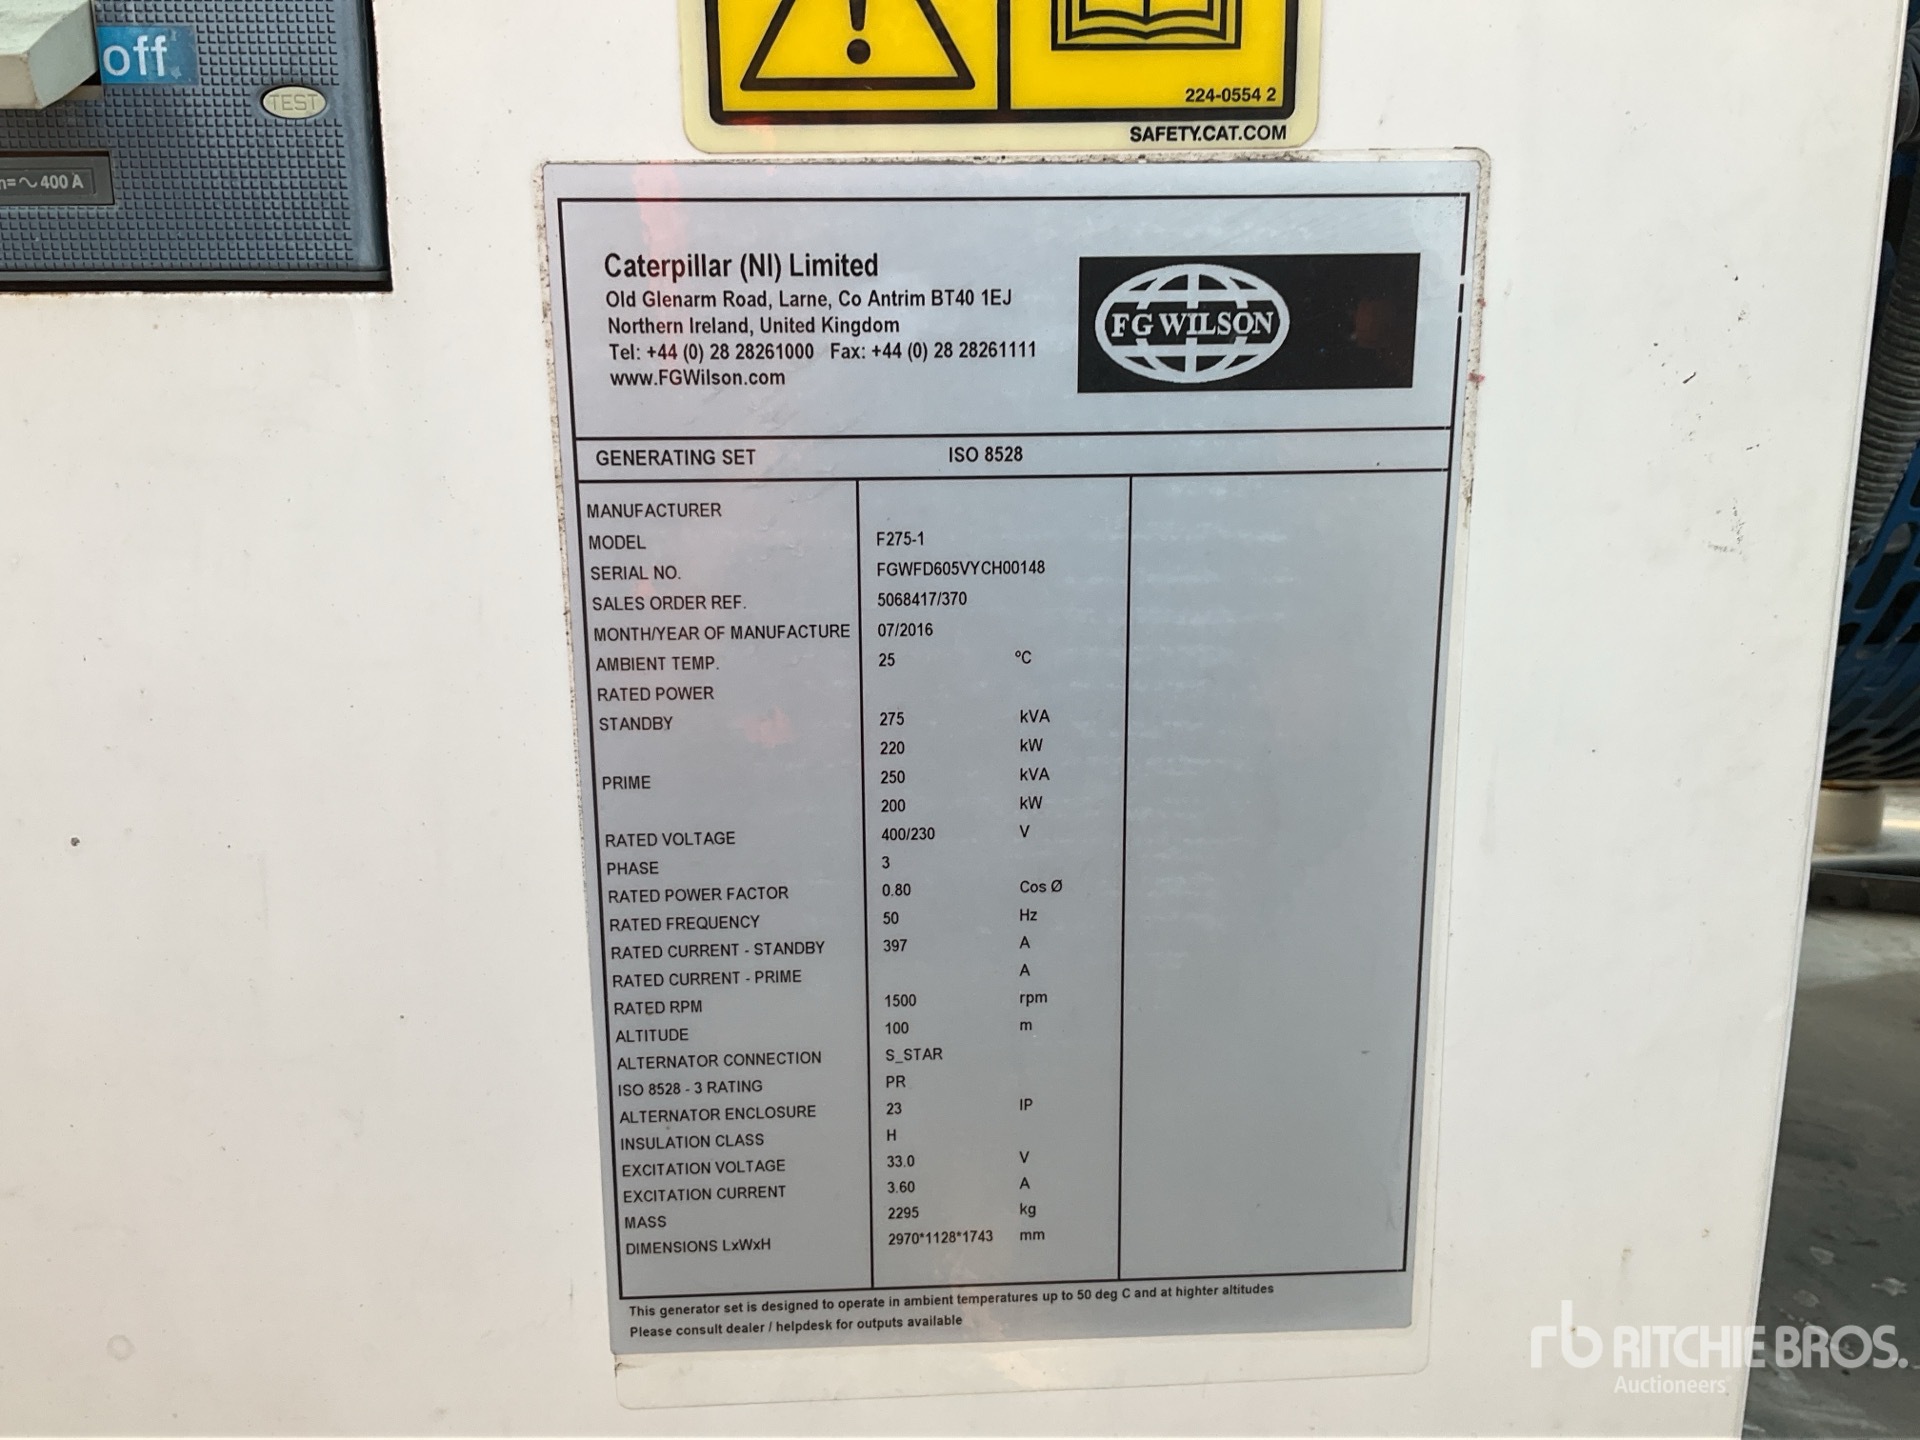 off
TEST
n=~400 A
224-0554 2
SAFETY.CAT.COM
Caterpillar (NI) Limited
Old Glenarm Road, Larne, Co Antrim BT40 1EJ
Northern Ireland, United Kingdom
Tel: +44 (0) 28 28261000 Fax: +44 (0) 28 28261111
www.FGWilson.com
FG WILSON
GENERATING SET ISO 8528
MANUFACTURER
MODEL F275-1
SERIAL NO. FGWFD605VYCH00148
SALES ORDER REF. 5068417/370
MONTH/YEAR OF MANUFACTURE 07/2016
AMBIENT TEMP. 25 ºC
RATED POWER
STANDBY 275 kVA
220 kW
PRIME 250 kVA
200 kW
RATED VOLTAGE 400/230 V
PHASE 3
RATED POWER FACTOR 0.80 Cos Ø
RATED FREQUENCY 50 Hz
RATED CURRENT - STANDBY 397 A
RATED CURRENT - PRIME A
RATED RPM 1500 rpm
ALTITUDE 100 m
ALTERNATOR CONNECTION S_STAR
ISO 8528 - 3 RATING PR
ALTERNATOR ENCLOSURE 23 IP
INSULATION CLASS H
EXCITATION VOLTAGE 33.0 V
EXCITATION CURRENT 3.60 A
MASS 2295 kg
DIMENSIONS LxWxH 2970*1128*1743 mm
This generator set is designed to operate in ambient temperatures up to 50 deg C and at highter altitudes
Please consult dealer / helpdesk for outputs available
rb RITCHIE BROS.
Auctioneers